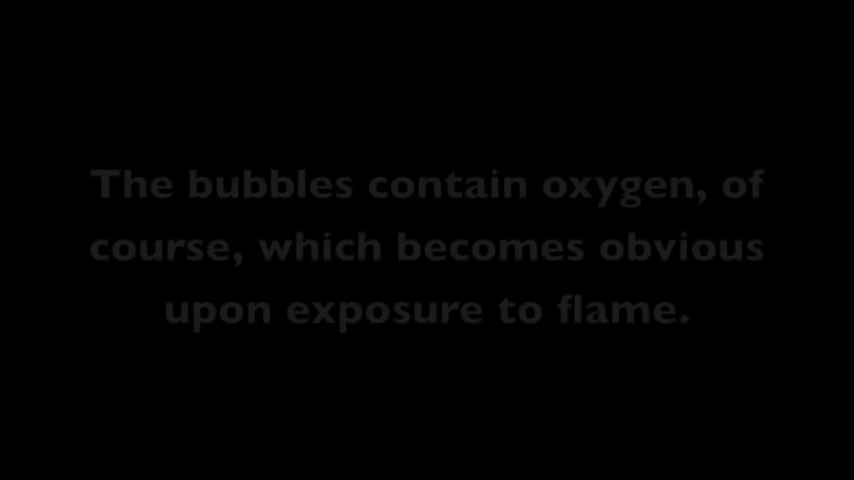 The bubbles contain oxygen, of
course, which becomes obvious
upon exposure to flame.